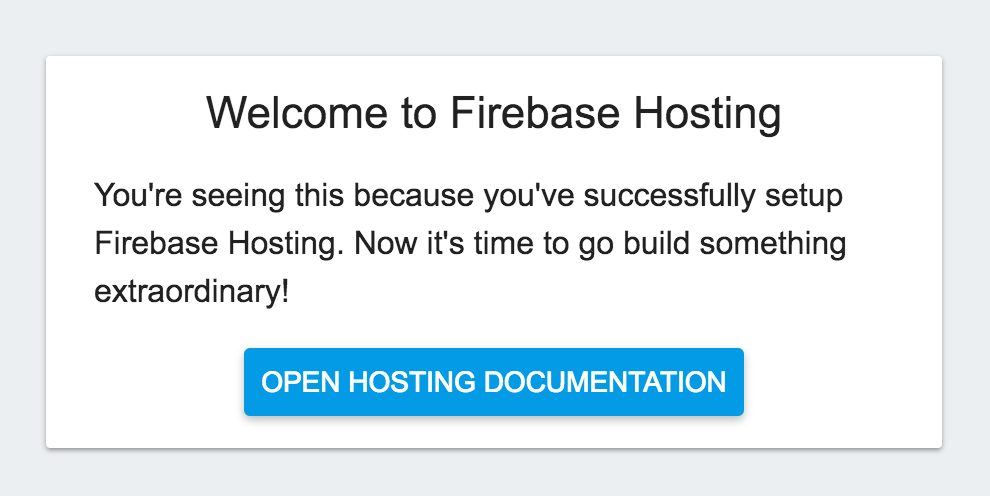 Welcome to Firebase Hosting
You're seeing this because you've successfully setup
Firebase Hosting. Now it's time to go build something
extraordinary!
OPEN HOSTING DOCUMENTATION